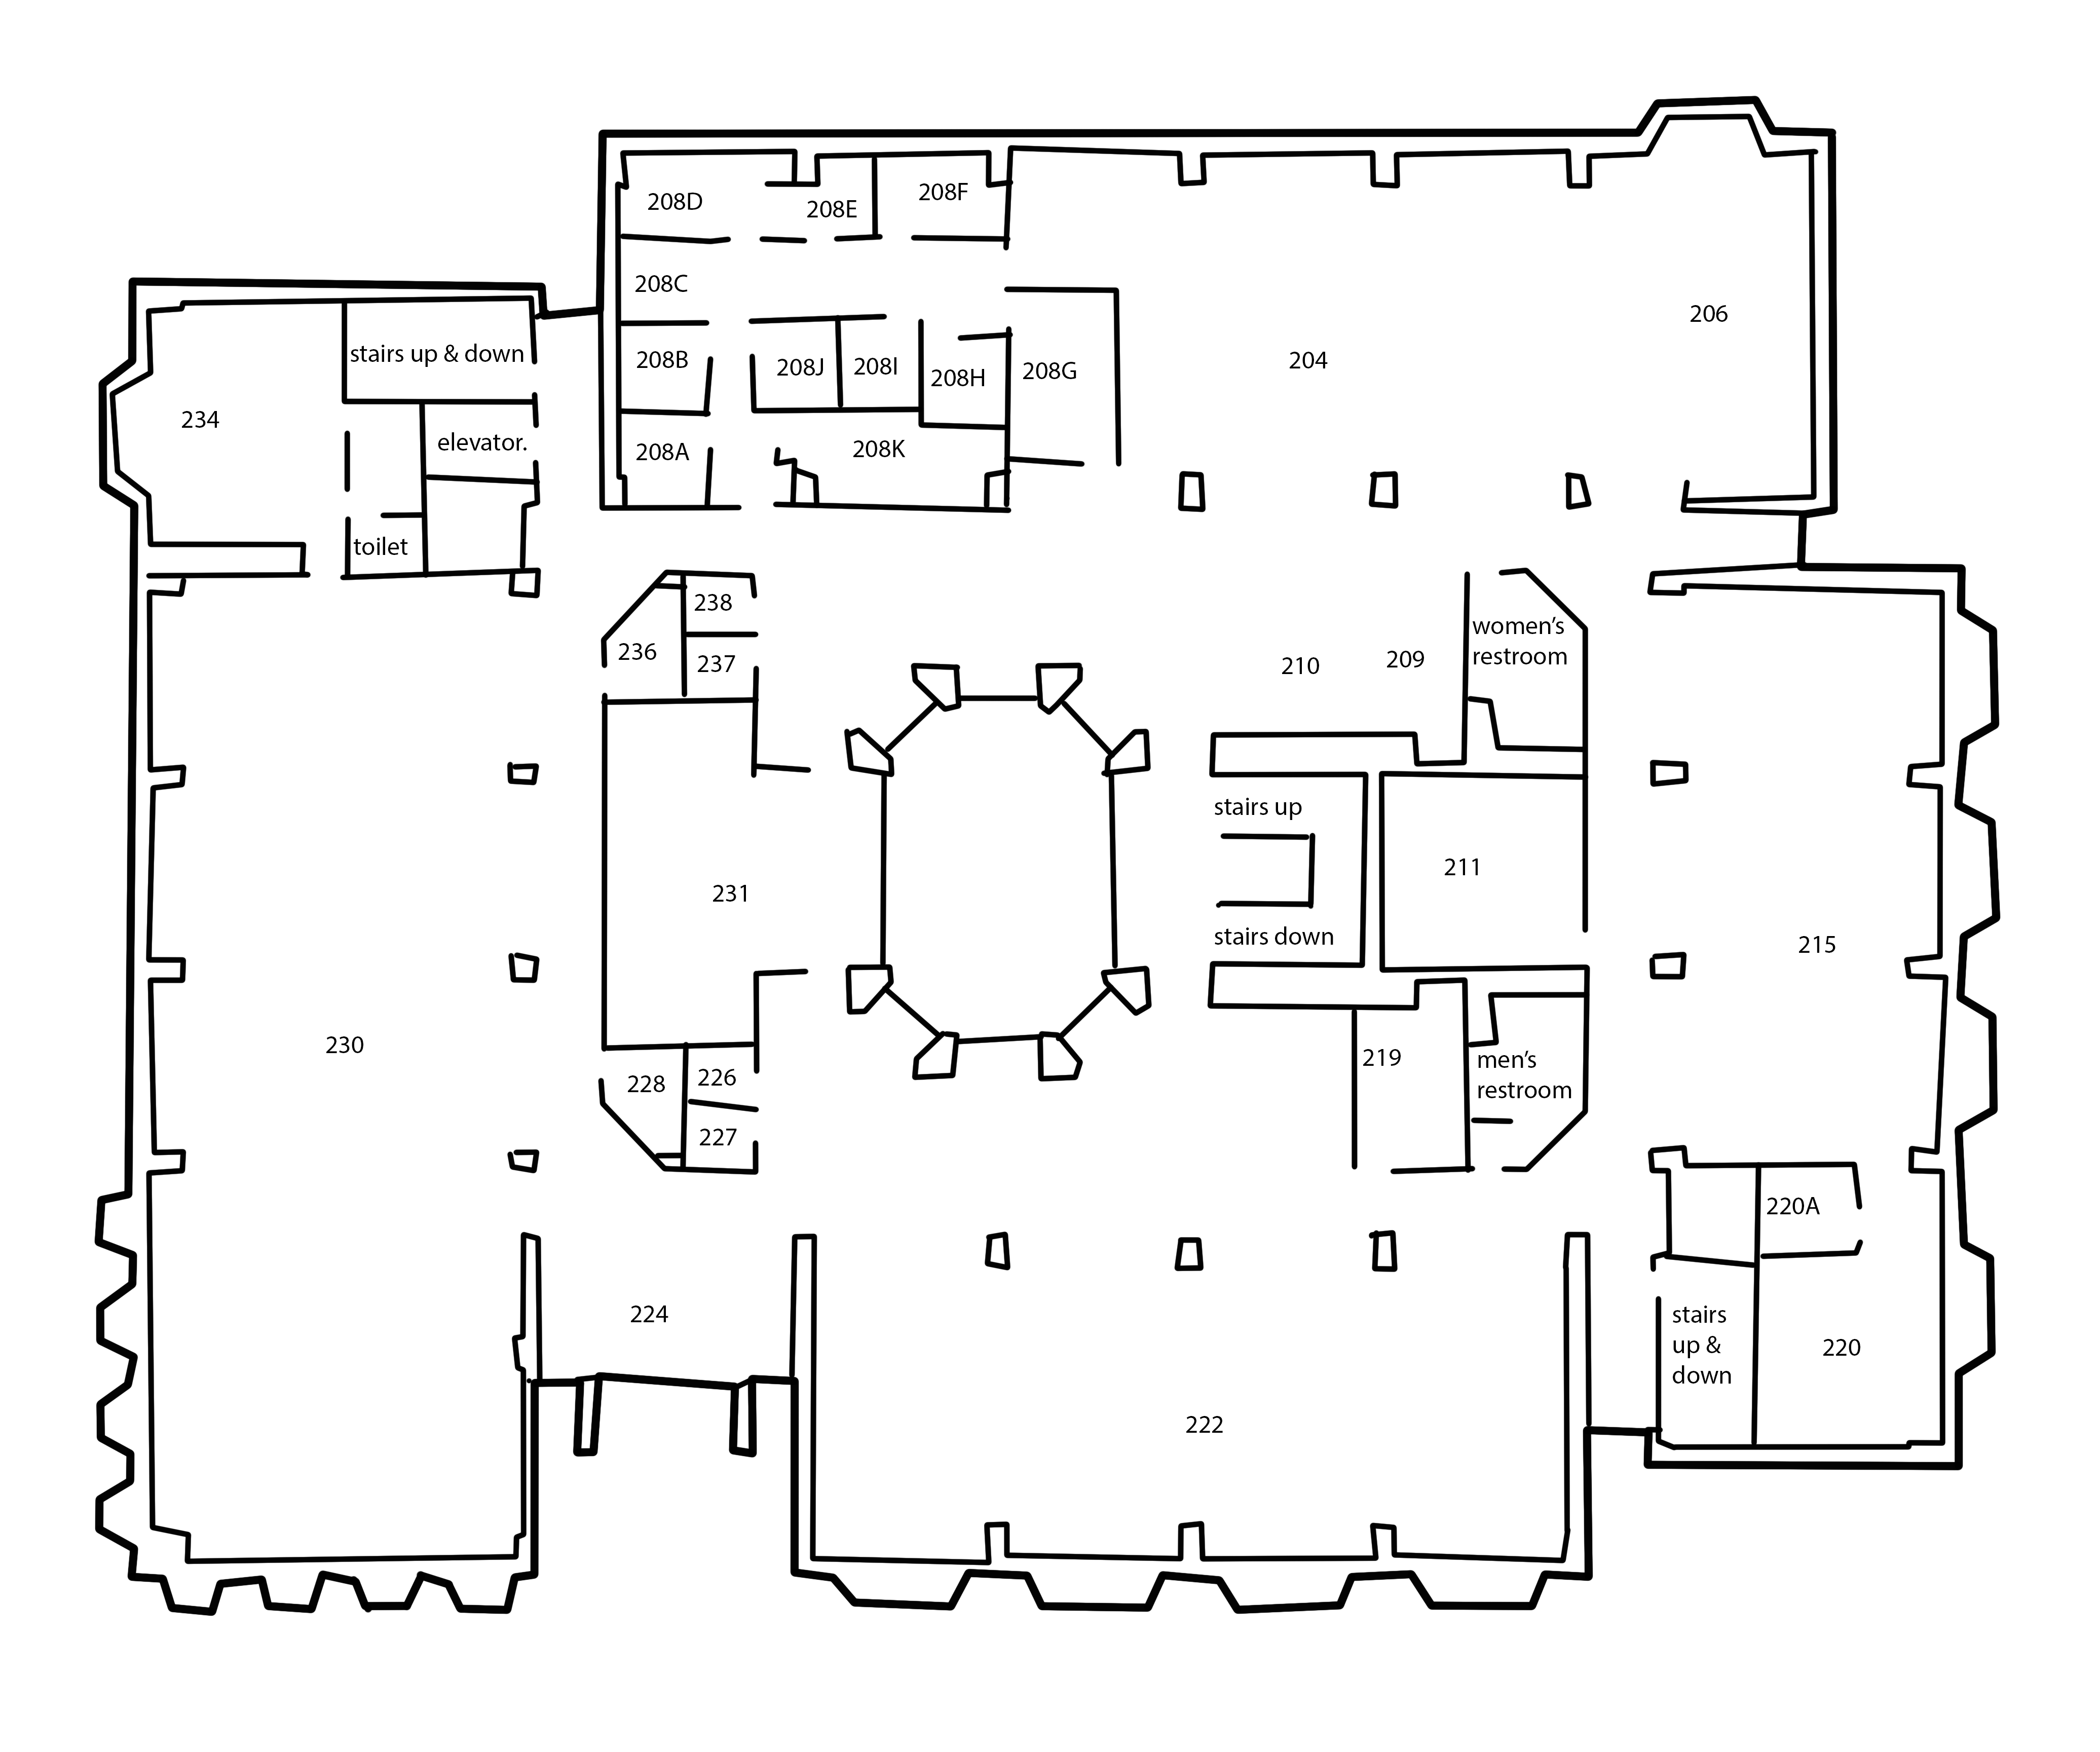 208D
208E
208F
208C
206
stairs up & down
208B
208J
208I
208H
208G
204
234
elevator.
208A
208K
toilet
238
236
237
210
209
women's
restroom
stairs up
231
211
stairs down
215
230
228
226
227
219
men's
restroom
220A
224
stairs
up &
down
220
222